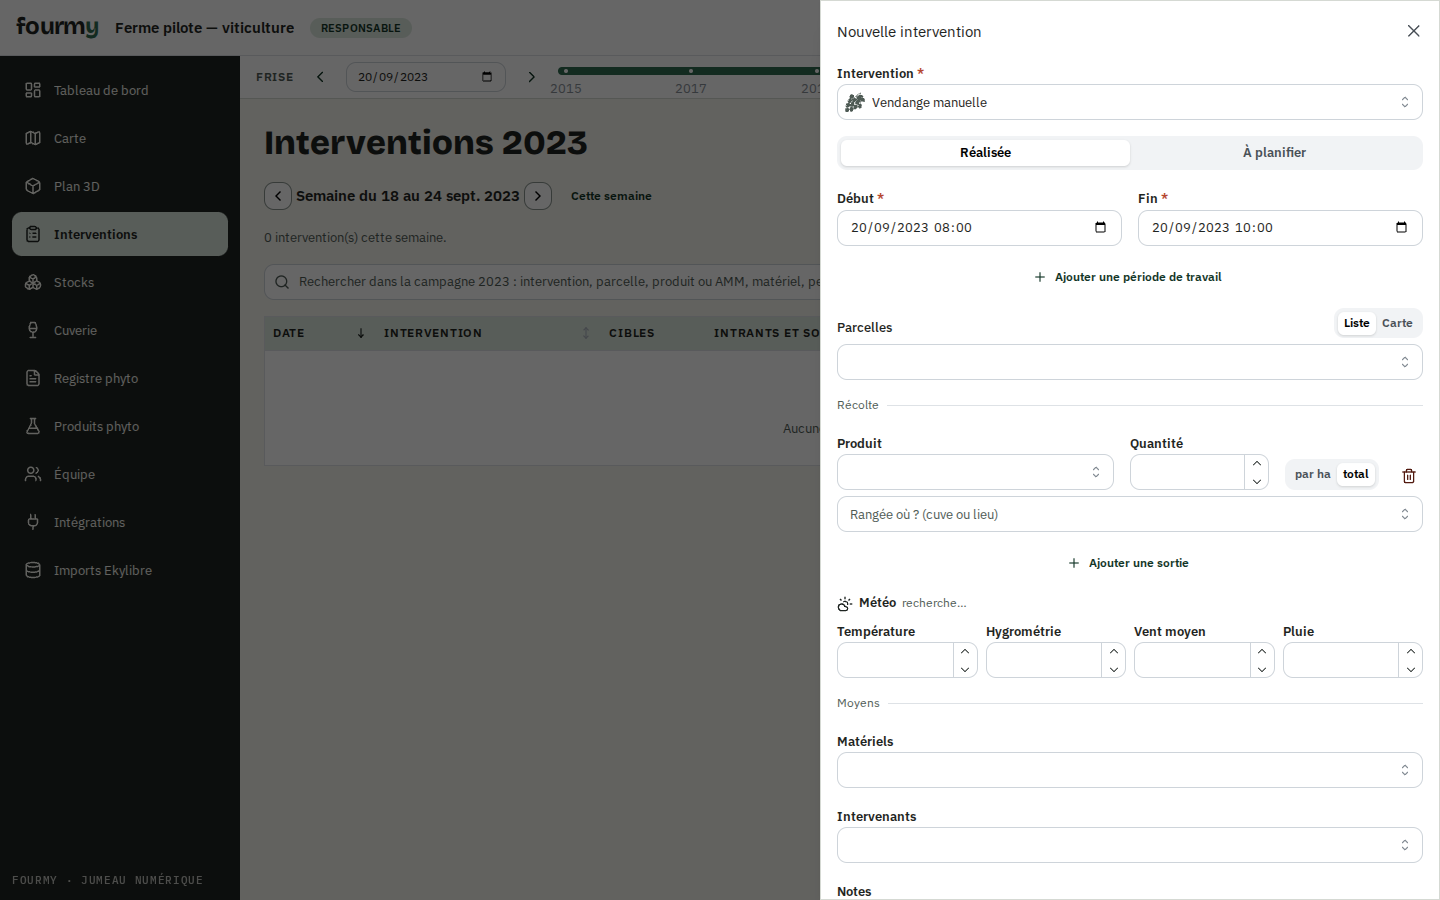 fourmy
Ferme pilote — viticulture
RESPONSABLE
Tableau de bord
Carte
Plan 3D
Interventions
Stocks
Cuverie
Registre phyto
Produits phyto
Équipe
Intégrations
Imports Ekylibre
FOURMY · JUMEAU NUMÉRIQUE
FRISE
20/09/2023
2015
2017
Interventions 2023
Semaine du 18 au 24 sept. 2023
Cette semaine
0 intervention(s) cette semaine.
Rechercher dans la campagne 2023 : intervention, parcelle, produit ou AMM, matériel,
DATE
INTERVENTION
CIBLES
INTRANTS ET
Nouvelle intervention
Intervention *
Vendange manuelle
Réalisée
À planifier
Début *
Fin *
20/09/2023 08:00
20/09/2023 10:00
Ajouter une période de travail
Parcelles
Liste
Carte
Récolte
Produit
Quantité
par ha
total
Rangée où ? (cuve ou lieu)
Ajouter une sortie
Météo recherche…
Température
Hygrométrie
Vent moyen
Pluie
Moyens
Matériels
Intervenants
Notes